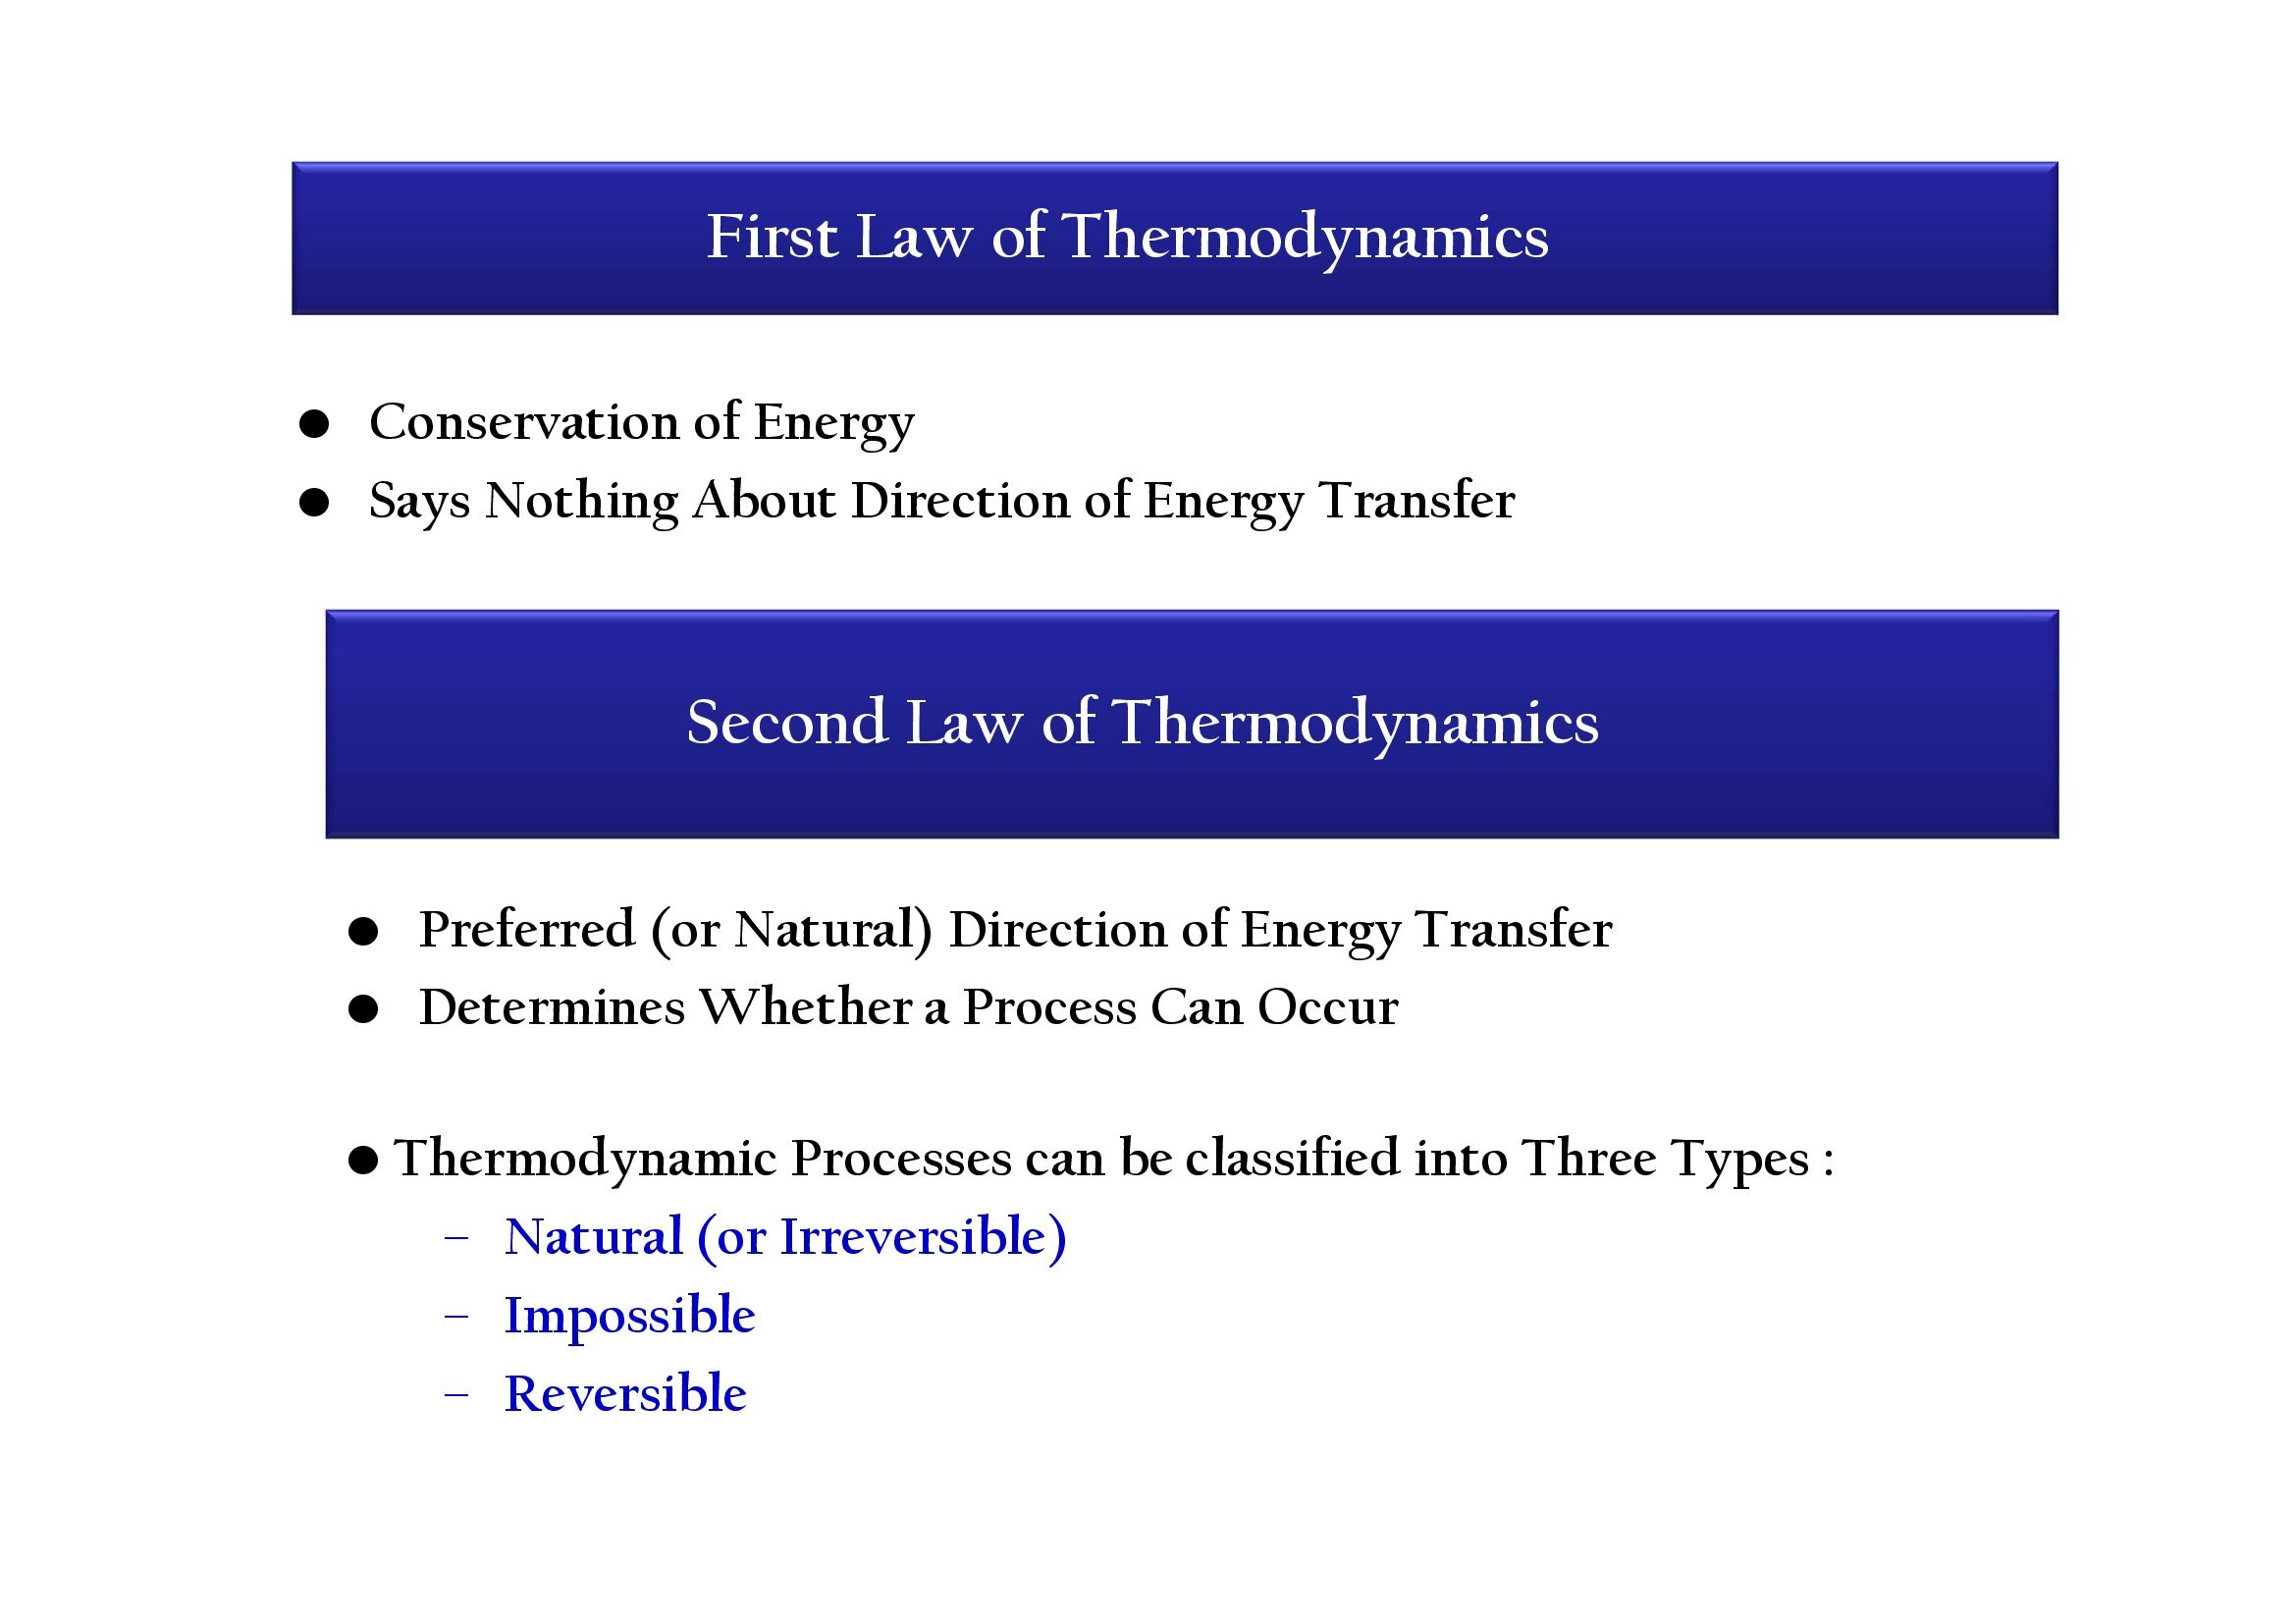 First Law of Thermodynamics
● Conservation of Energy
● Says Nothing About Direction of Energy Transfer
Second Law of Thermodynamics
● Preferred (or Natural) Direction of Energy Transfer
● Determines Whether a Process Can Occur
● Thermodynamic Processes can be classified into Three Types :
– Natural (or Irreversible)
– Impossible
– Reversible